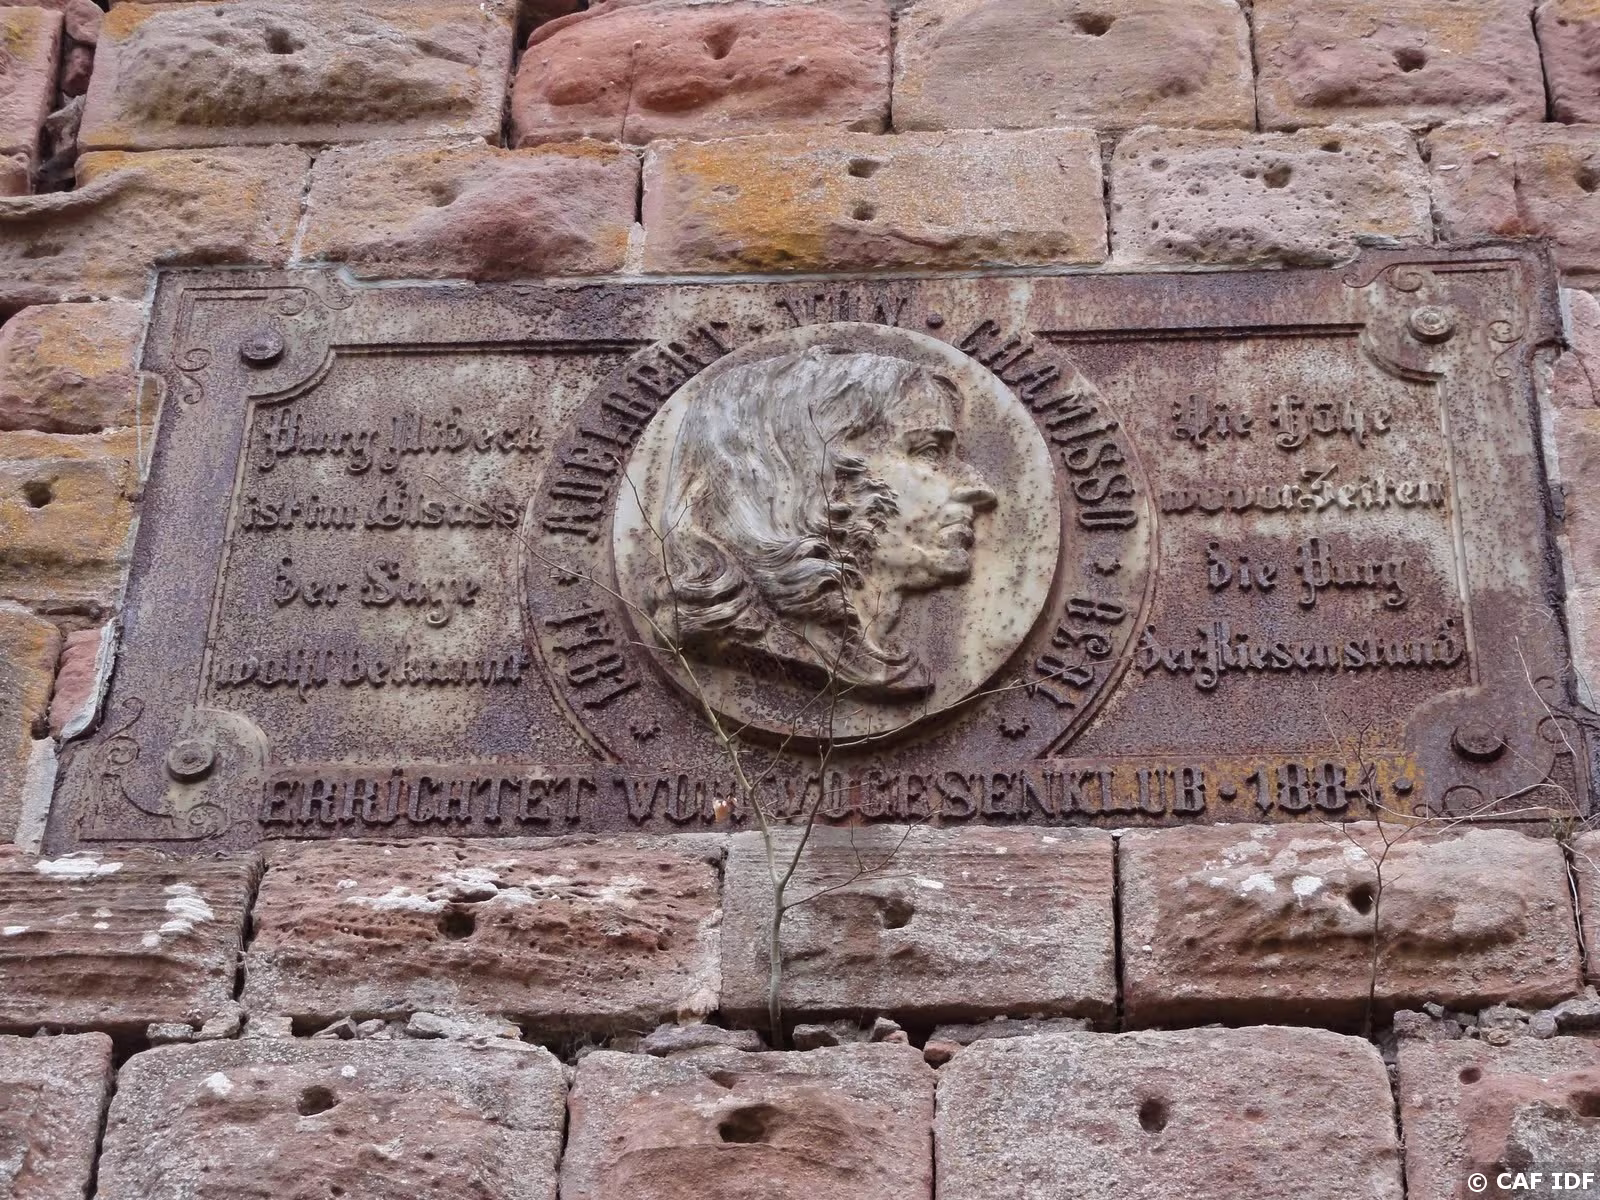 ADELBERT · VON · CHAMISSO
Burg Nideck
ist im Elsass
der Sage
wohl bekannt
Die Höhe
wo vor Zeiten
die Burg
der Riesen stand
1781
1838
ERRICHTET VOM VOGESENKLUB · 1884 ·
© CAF IDF